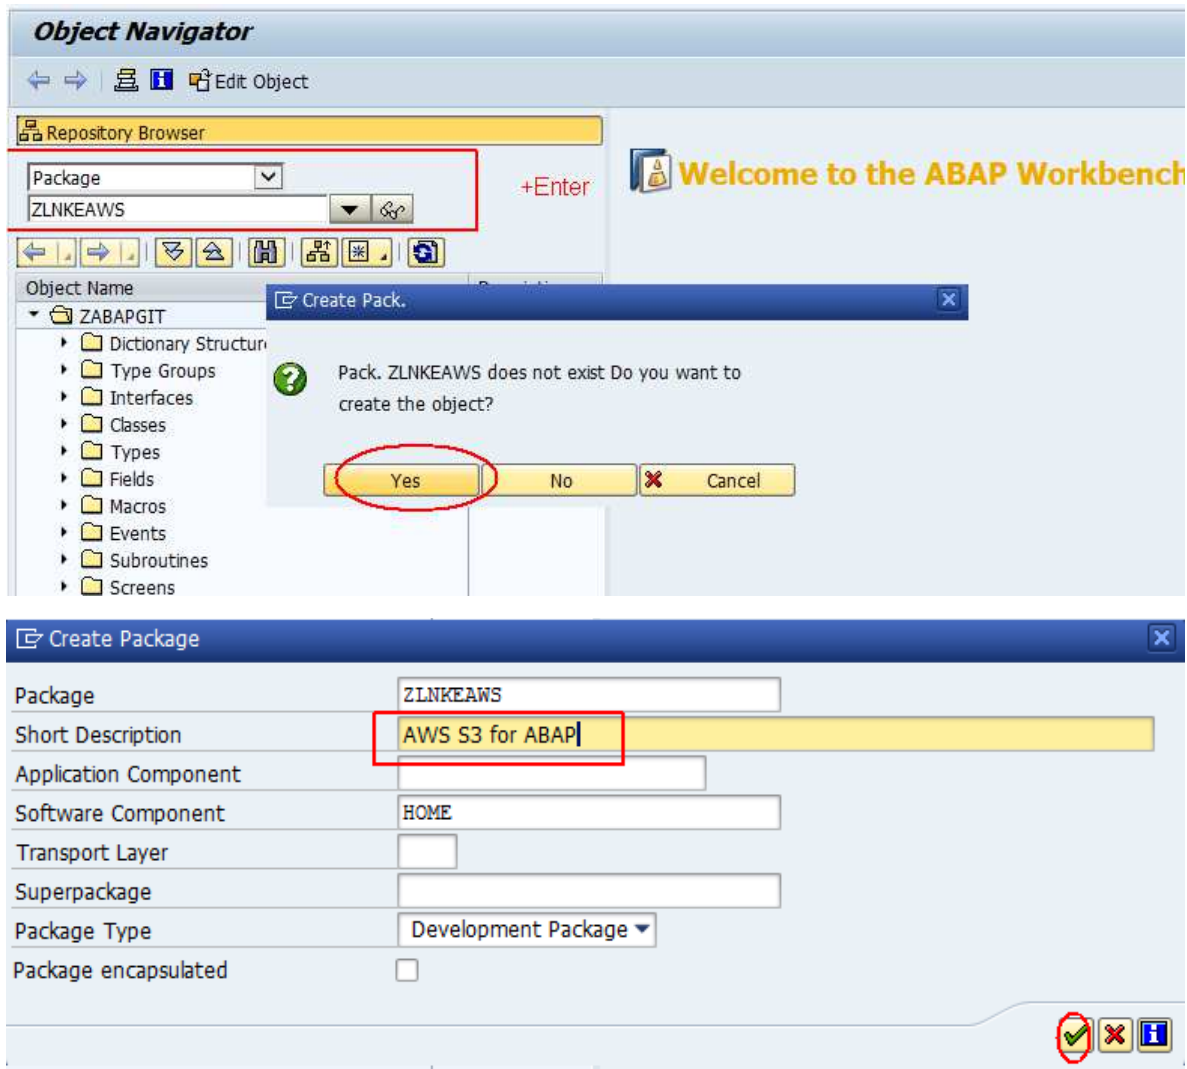 Object Navigator
Edit Object
Repository Browser
Package
ZLNKEAWS
+Enter
Welcome to the ABAP Workbench
Object Name
ZABAPGIT
Dictionary Structur
Type Groups
Interfaces
Classes
Types
Fields
Macros
Events
Subroutines
Screens
Create Pack.
Pack. ZLNKEAWS does not exist Do you want to
create the object?
Yes No Cancel
Create Package
Package ZLNKEAWS
Short Description AWS S3 for ABAP
Application Component
Software Component HOME
Transport Layer
Superpackage
Package Type Development Package
Package encapsulated